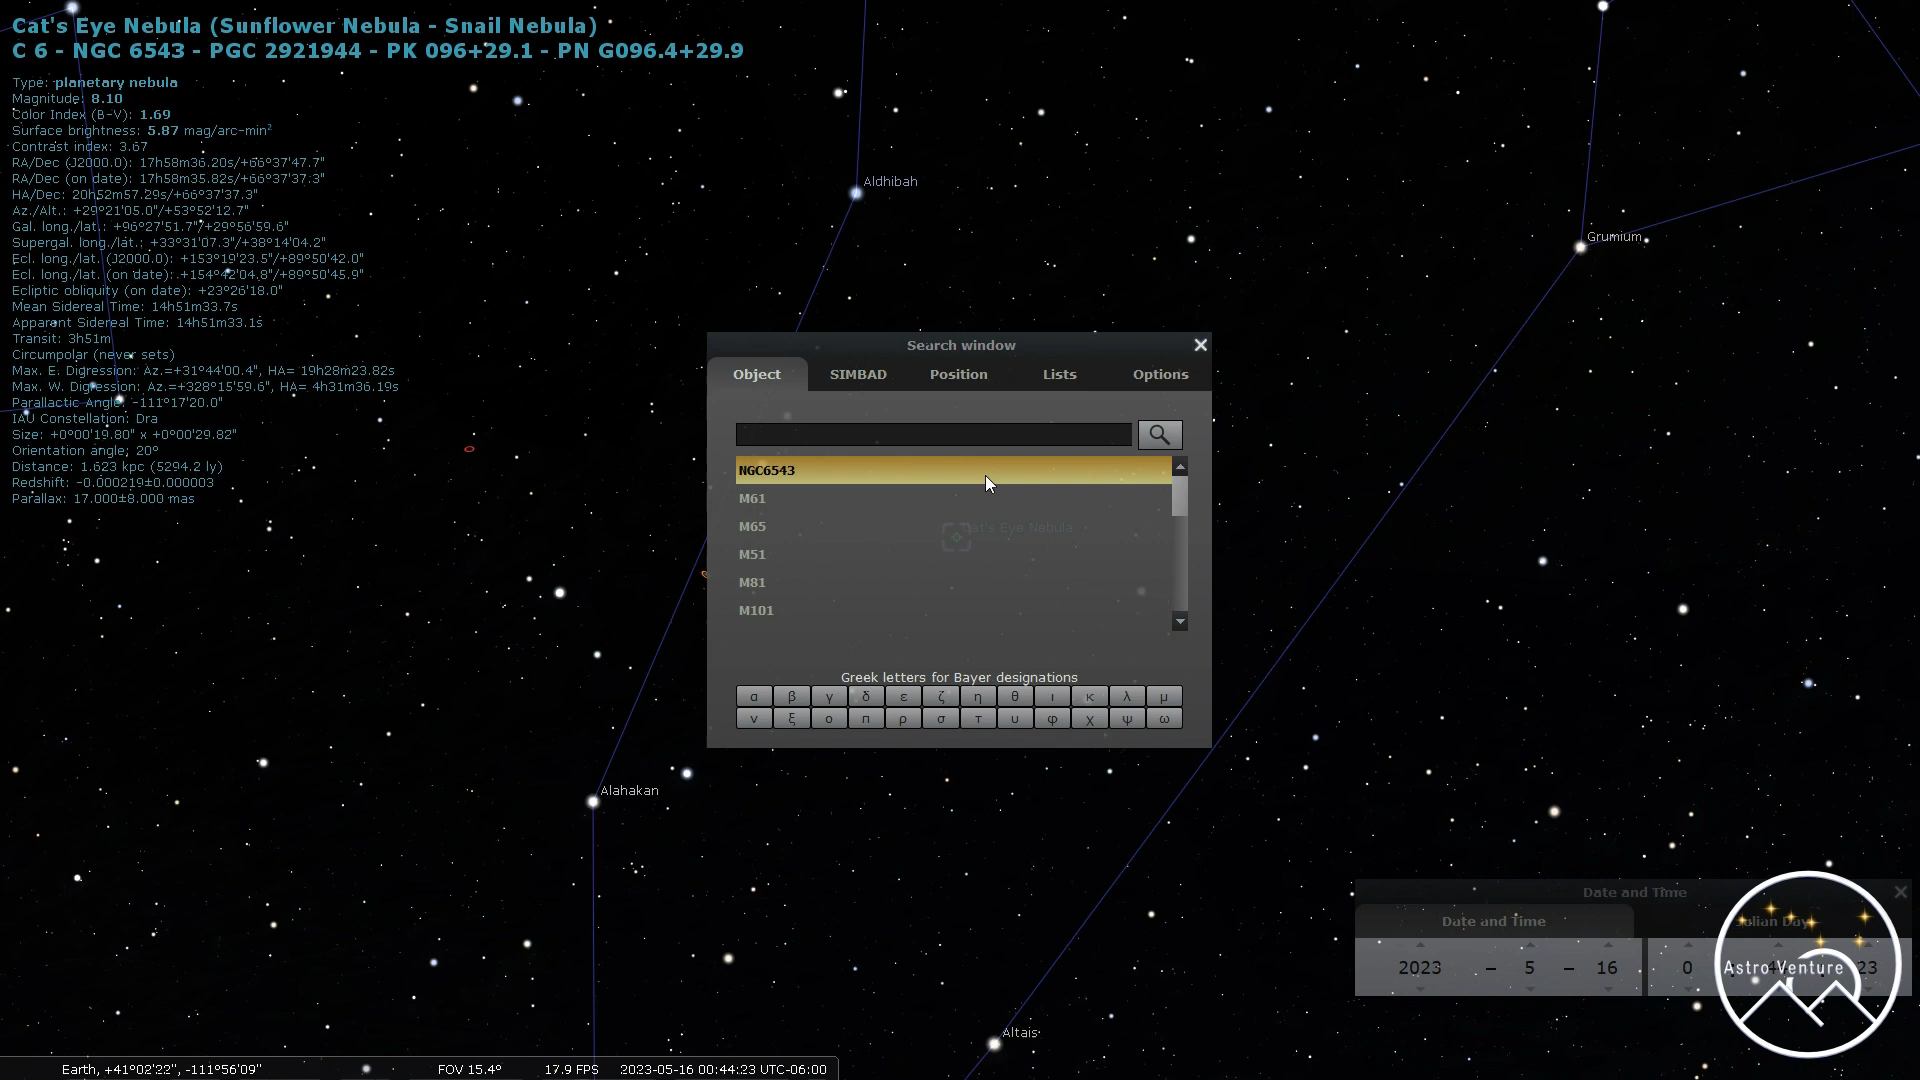 Cat's Eye Nebula (Sunflower Nebula - Snail Nebula)
C 6 - NGC 6543 - PGC 2921944 - PK 096+29.1 - PN G096.4+29.9
Type: planetary nebula
Magnitude: 8.10
Color Index (B-V): 1.69
Surface brightness: 5.87 mag/arc-min²
Contrast index: 3.67
RA/Dec (J2000.0): 17h58m36.20s/+66°37'47.7"
RA/Dec (on date): 17h58m35.82s/+66°37'37.3"
HA/Dec: 20h52m57.29s/+66°37'37.3"
Az./Alt.: +29°21'05.0"/+53°52'12.7"
Gal. long./lat.: +96°27'51.7"/+29°56'59.6"
Supergal. long./lat.: +33°31'07.3"/+38°14'04.2"
Ecl. long./lat. (J2000.0): +153°19'23.5"/+89°50'42.0"
Ecl. long./lat. (on date): +154°42'04.8"/+89°50'45.9"
Ecliptic obliquity (on date): +23°26'18.0"
Mean Sidereal Time: 14h51m33.7s
Apparent Sidereal Time: 14h51m33.1s
Transit: 3h51m
Circumpolar (never sets)
Max. E. Digression: Az.=+31°44'00.4", HA= 19h28m23.82s
Max. W. Digression: Az.=+328°15'59.6", HA= 4h31m36.19s
Parallactic Angle: -111°17'20.0"
IAU Constellation: Dra
Size: +0°00'19.80" x +0°00'29.82"
Orientation angle: 20°
Distance: 1.623 kpc (5294.2 ly)
Redshift: -0.000219±0.000003
Parallax: 17.000±8.000 mas
Aldhibah
Grumium
Search window
Object SIMBAD Position Lists Options
NGC6543
M61
M65
Cat's Eye Nebula
M51
M81
M101
Greek letters for Bayer designations
α β γ δ ε ζ η θ ι κ λ μ
ν ξ ο π ρ σ τ υ φ χ ψ ω
Alahakan
Altais
Date and Time
Date and Time Julian Day
2023 - 5 - 16 0 23
Astro Venture
Earth, +41°02'22", -111°56'09" FOV 15.4° 17.9 FPS 2023-05-16 00:44:23 UTC-06:00